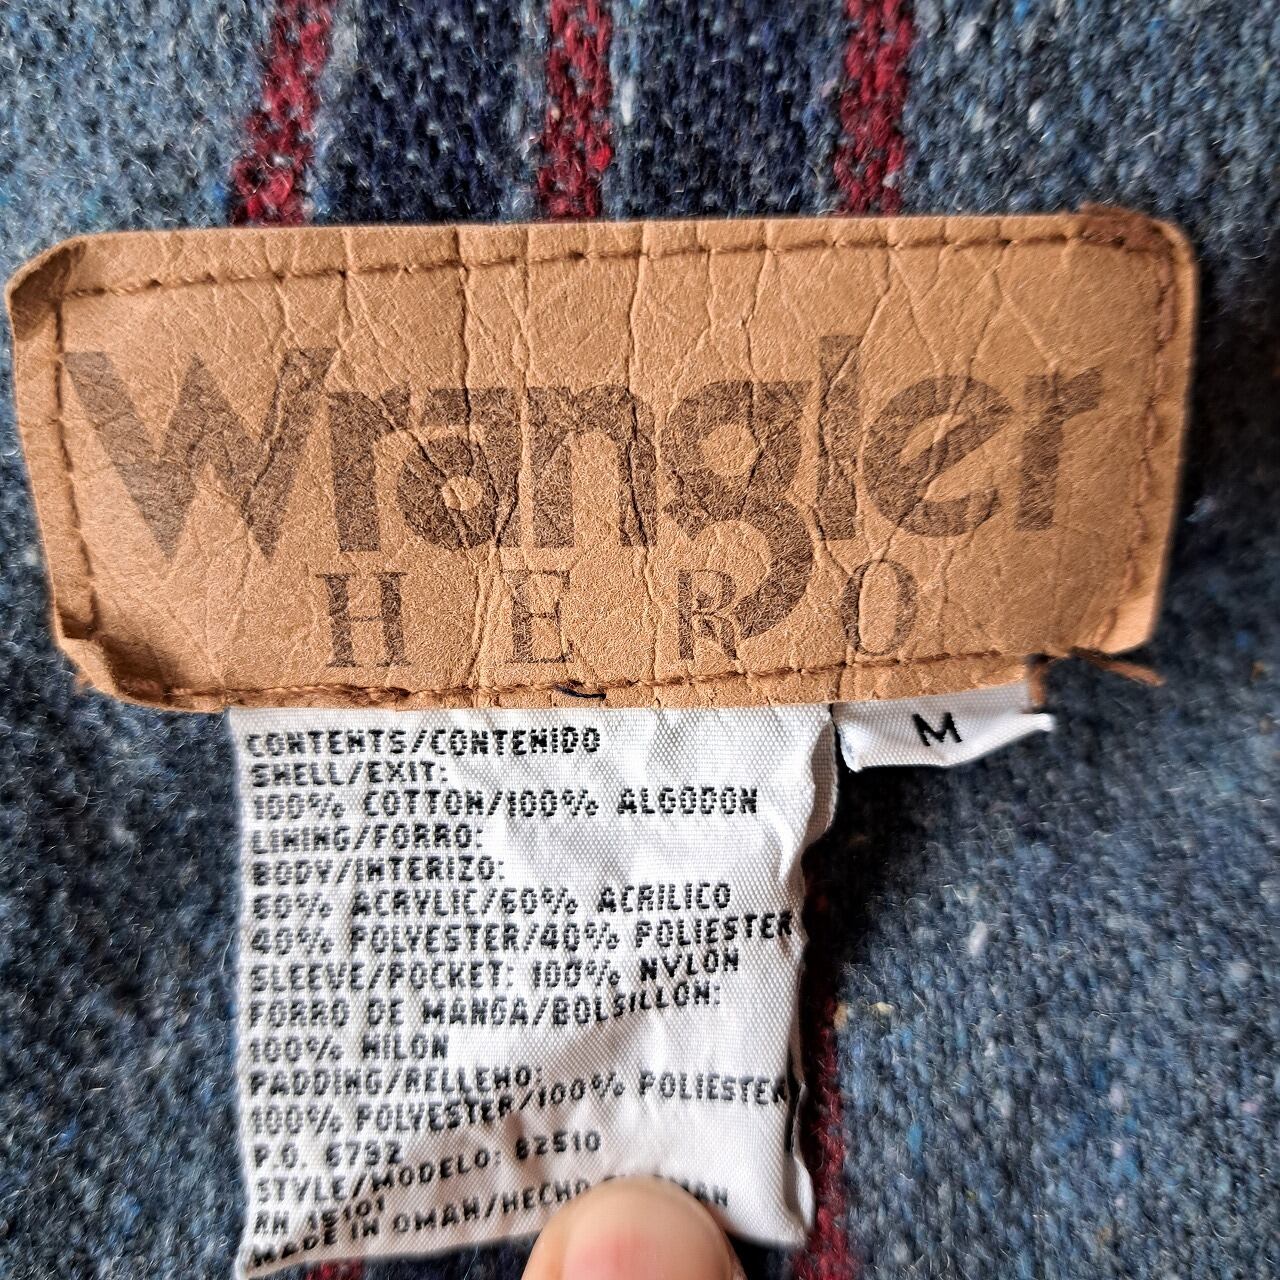 Wrangler
HERO
M
CONTENTS/CONTENIDO
SHELL/EXIT:
100% COTTON/100% ALGODON
LINING/FORRO:
BODY/INTERIZO:
60% ACRYLIC/60% ACRILICO
40% POLYESTER/40% POLIESTER
SLEEVE/POCKET: 100% NYLON
FORRO DE MANGA/BOLSILLON:
100% NILON
PADDING/RELLENO:
100% POLYESTER/100% POLIESTER
P.O. 6792
STYLE/MODELO: 82510
RN 16101
MADE IN OMAN/HECHO